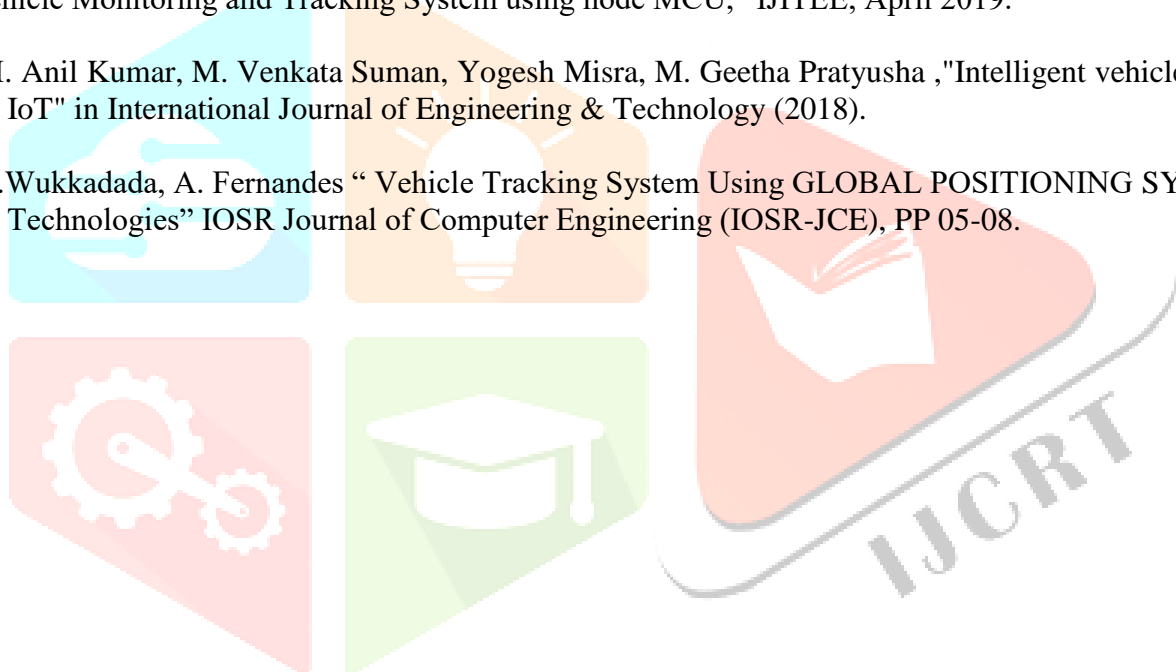 hicle Monitoring and Tracking System using node MCU," IJITEE, April 2019.
. Anil Kumar, M. Venkata Suman, Yogesh Misra, M. Geetha Pratyusha ,"Intelligent vehicle
IoT" in International Journal of Engineering & Technology (2018).
.Wukkadada, A. Fernandes “ Vehicle Tracking System Using GLOBAL POSITIONING SY
Technologies” IOSR Journal of Computer Engineering (IOSR-JCE), PP 05-08.
IJCRT